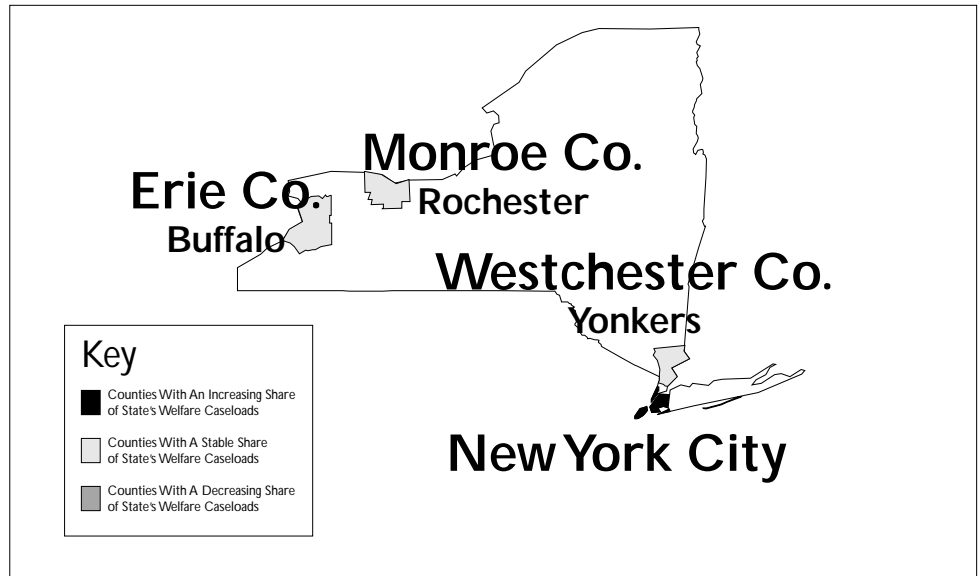 Monroe Co.
Rochester
Erie Co.
Buffalo
Westchester Co.
Yonkers
New York City
Key
Counties With An Increasing Share
of State's Welfare Caseloads
Counties With A Stable Share
of State's Welfare Caseloads
Counties With A Decreasing Share
of State's Welfare Caseloads